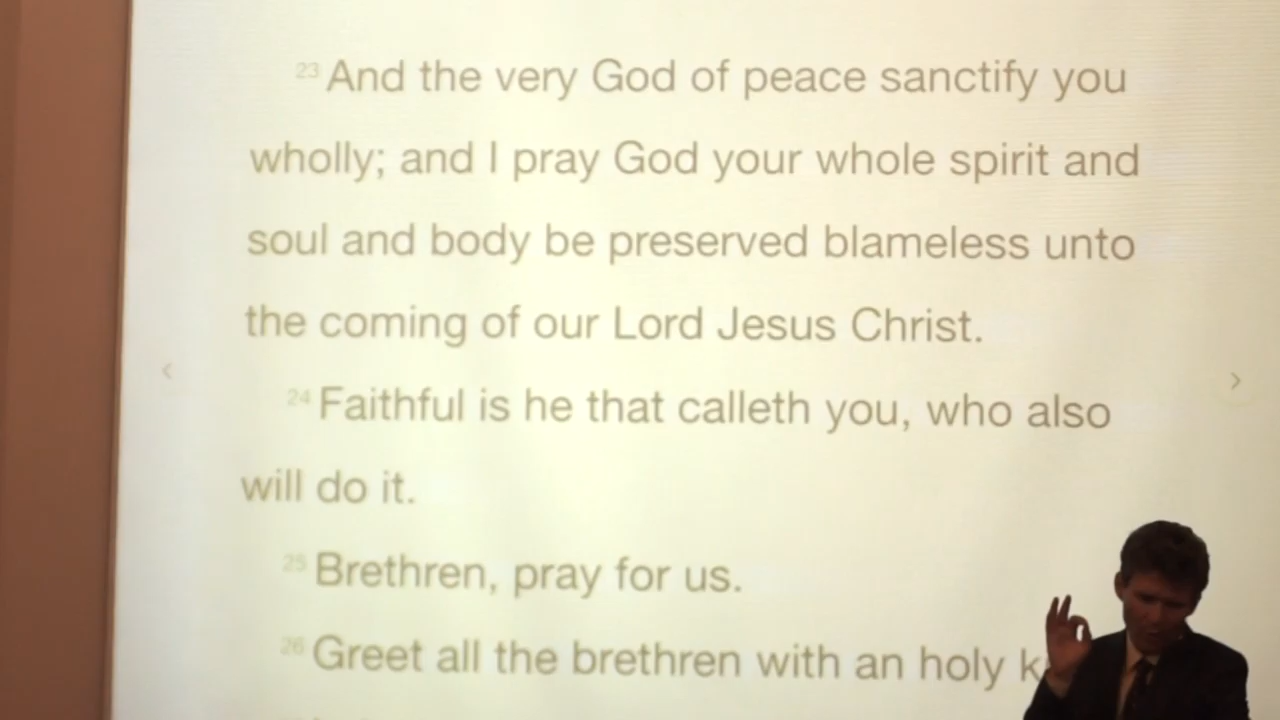 23 And the very God of peace sanctify you
wholly; and I pray God your whole spirit and
soul and body be preserved blameless unto
the coming of our Lord Jesus Christ.
24 Faithful is he that calleth you, who also
will do it.
25 Brethren, pray for us.
26 Greet all the brethren with an holy